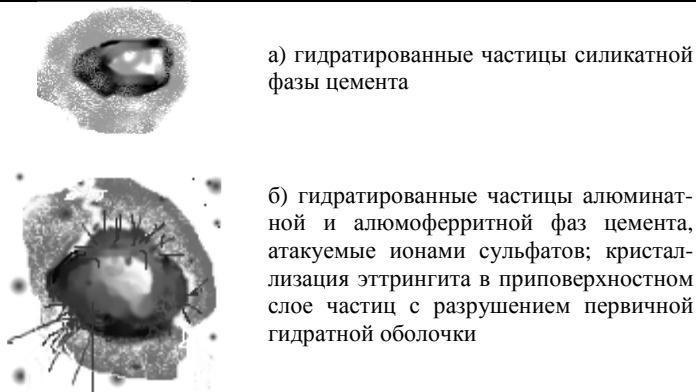 а) гидратированные частицы силикатной
фазы цемента
б) гидратированные частицы алюминат-
ной и алюмоферритной фаз цемента,
атакуемые ионами сульфатов; кристал-
лизация эттрингита в приповерхностном
слое частиц с разрушением первичной
гидратной оболочки